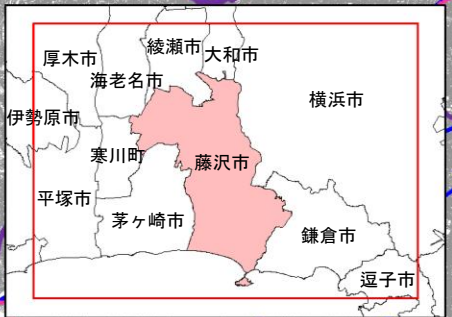 綾瀬市
大和市
厚木市
海老名市
横浜市
伊勢原市
寒川町
藤沢市
平塚市
茅ヶ崎市
鎌倉市
逗子市